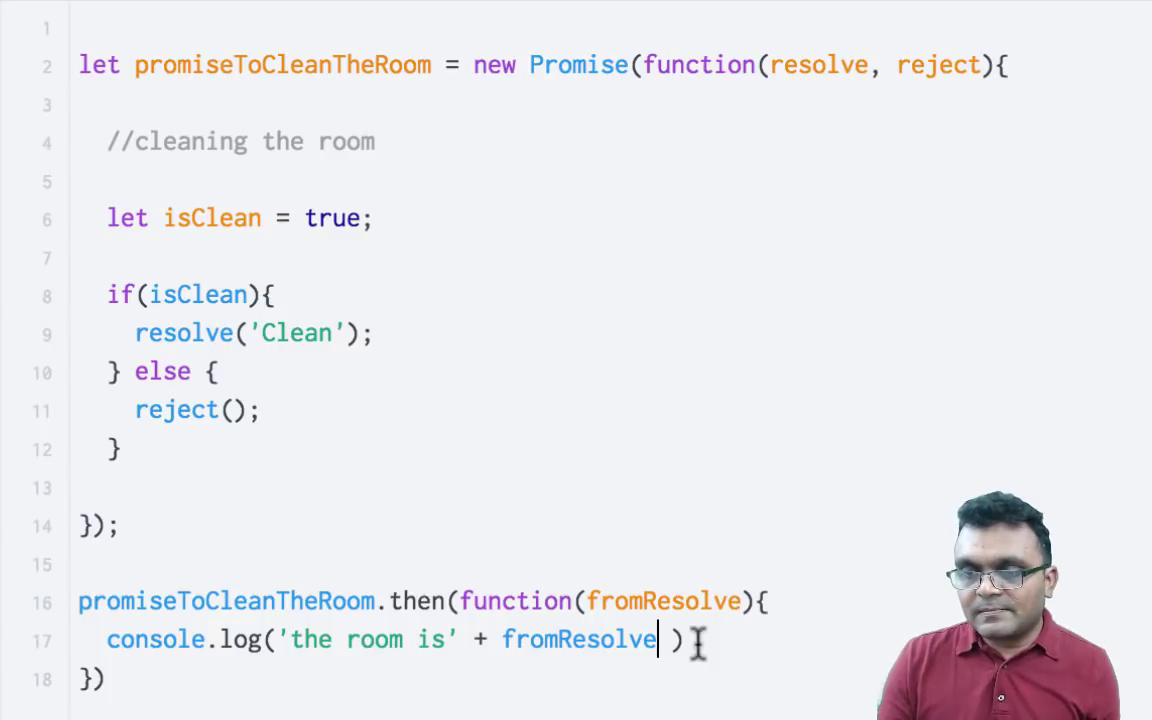 1
2 let promiseToCleanTheRoom = new Promise(function(resolve, reject){
3
4 //cleaning the room
5
6 let isClean = true;
7
8 if(isClean){
9 resolve('Clean');
10 } else {
11 reject();
12 }
13
14 });
15
16 promiseToCleanTheRoom.then(function(fromResolve){
17 console.log('the room is' + fromResolve )
18 })